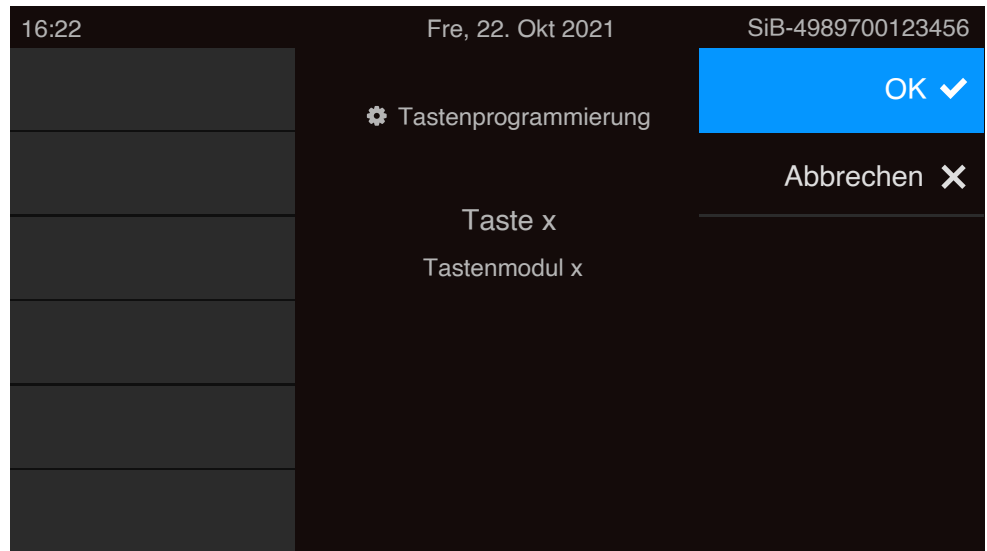 16:22 Fre, 22. Okt 2021 SiB-4989700123456
OK
Tastenprogrammierung
Abbrechen
Taste x
Tastenmodul x